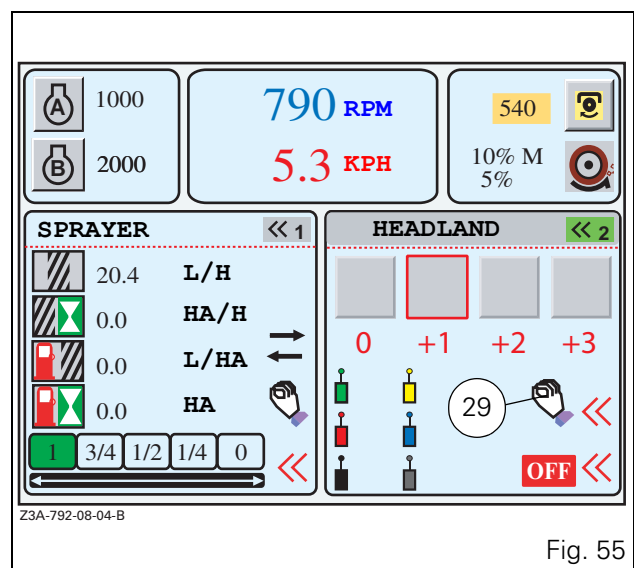 A 1000
B 2000
790 RPM
5.3 KPH
540
10% M
5%
SPRAYER << 1
20.4 L/H
0.0 HA/H
0.0 L/HA
0.0 HA
1 3/4 1/2 1/4 0
<<
HEADLAND << 2
0 +1 +2 +3
29 <<
OFF <<
Z3A-792-08-04-B
Fig. 55